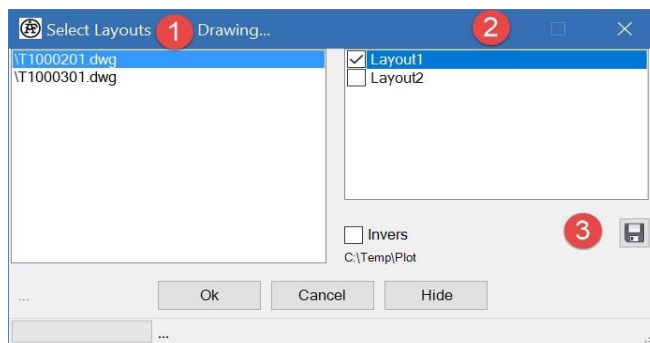 Select Layouts 1 Drawing... 2
\T1000201.dwg
\T1000301.dwg
Layout1
Layout2
Invers
3
C:\Temp\Plot
... Ok Cancel Hide
...